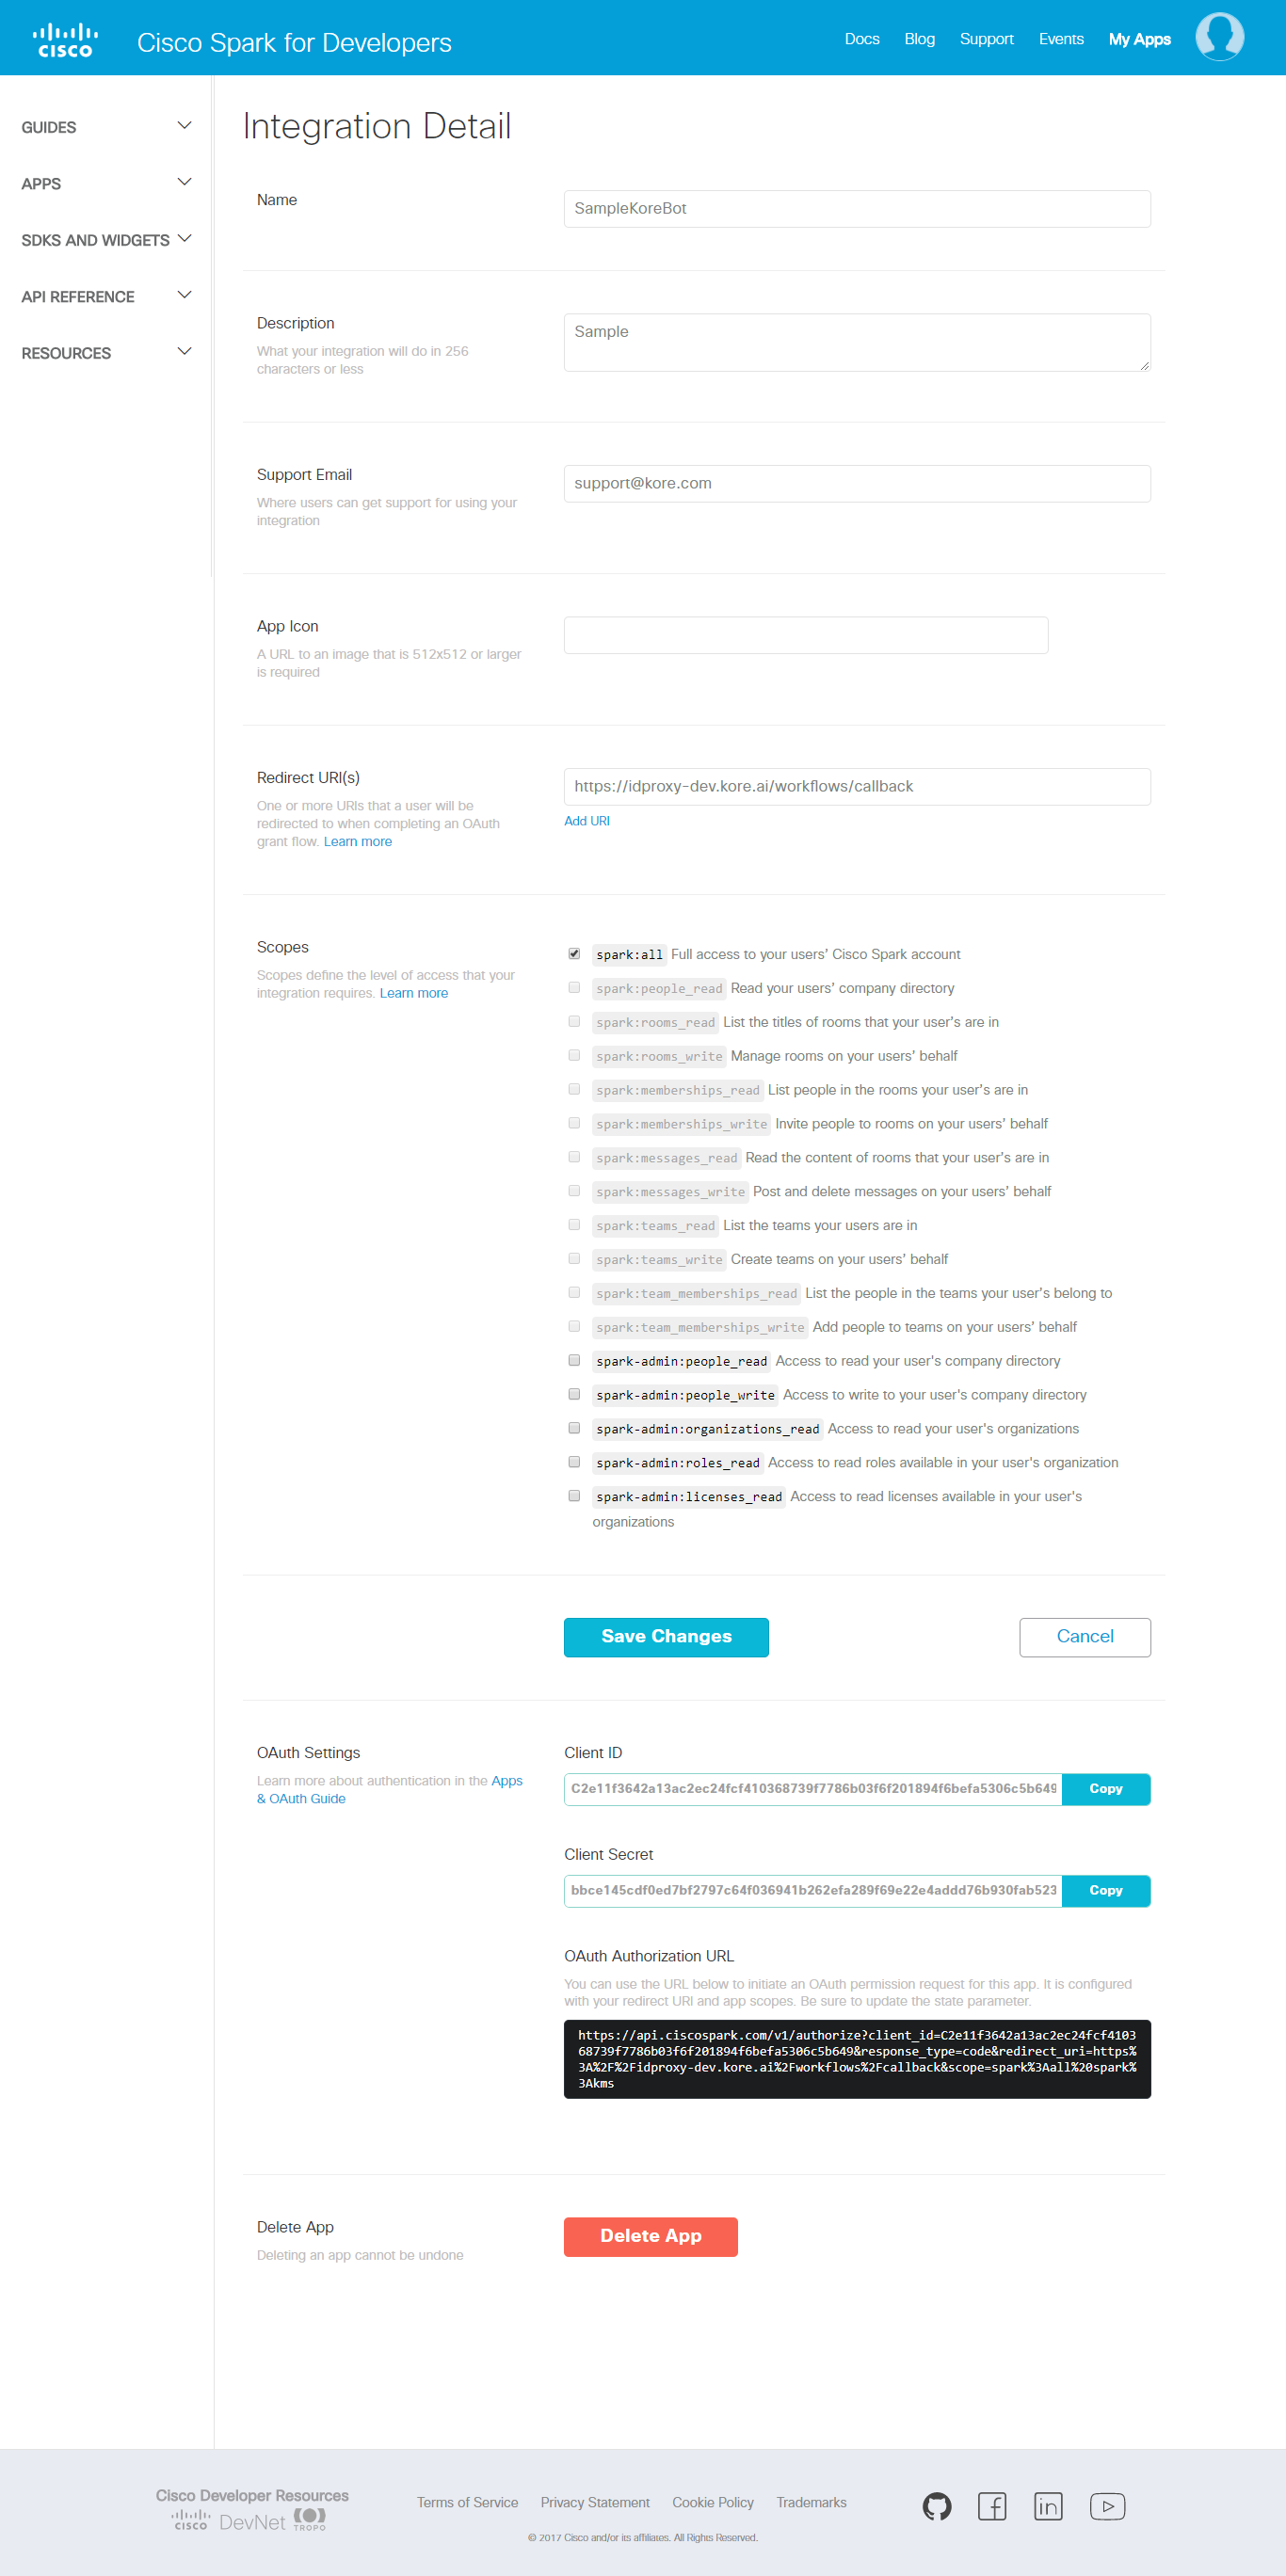 cisco
Cisco Spark for Developers
Docs Blog Support Events My Apps
GUIDES
APPS
SDKS AND WIDGETS
API REFERENCE
RESOURCES
Integration Detail
Name
SampleKoreBot
Description
What your integration will do in 256
characters or less
Sample
Support Email
Where users can get support for using your
integration
support@kore.com
App Icon
A URL to an image that is 512x512 or larger
is required
Redirect URI(s)
One or more URIs that a user will be
redirected to when completing an OAuth
grant flow. Learn more
https://idproxy-dev.kore.ai/workflows/callback
Add URI
Scopes
Scopes define the level of access that your
integration requires. Learn more
spark:all Full access to your users' Cisco Spark account
spark:people_read Read your users' company directory
spark:rooms_read List the titles of rooms that your user's are in
spark:rooms_write Manage rooms on your users' behalf
spark:memberships_read List people in the rooms your user's are in
spark:memberships_write Invite people to rooms on your users' behalf
spark:messages_read Read the content of rooms that your user's are in
spark:messages_write Post and delete messages on your users' behalf
spark:teams_read List the teams your users are in
spark:teams_write Create teams on your users' behalf
spark:team_memberships_read List the people in the teams your user's belong to
spark:team_memberships_write Add people to teams on your users' behalf
spark-admin:people_read Access to read your user's company directory
spark-admin:people_write Access to write to your user's company directory
spark-admin:organizations_read Access to read your user's organizations
spark-admin:roles_read Access to read roles available in your user's organization
spark-admin:licenses_read Access to read licenses available in your user's
organizations
Save Changes
Cancel
OAuth Settings
Learn more about authentication in the Apps
& OAuth Guide
Client ID
C2e11f3642a13ac2ec24fcf410368739f7786b03f6f201894f6befa5306c5b649
Copy
Client Secret
bbce145cdf0ed7bf2797c64f036941b262efa289f69e22e4addd76b930fab523
Copy
OAuth Authorization URL
You can use the URL below to initiate an OAuth permission request for this app. It is configured
with your redirect URI and app scopes. Be sure to update the state parameter.
https://api.ciscospark.com/v1/authorize?client_id=C2e11f3642a13ac2ec24fcf4103
68739f7786b03f6f201894f6befa5306c5b649&response_type=code&redirect_uri=https%
3A%2F%2Fidproxy-dev.kore.ai%2Fworkflows%2Fcallback&scope=spark%3Aall%20spark%
3Akms
Delete App
Deleting an app cannot be undone
Delete App
Cisco Developer Resources
cisco DevNet TROPO
Terms of Service Privacy Statement Cookie Policy Trademarks
© 2017 Cisco and/or its affiliates. All Rights Reserved.